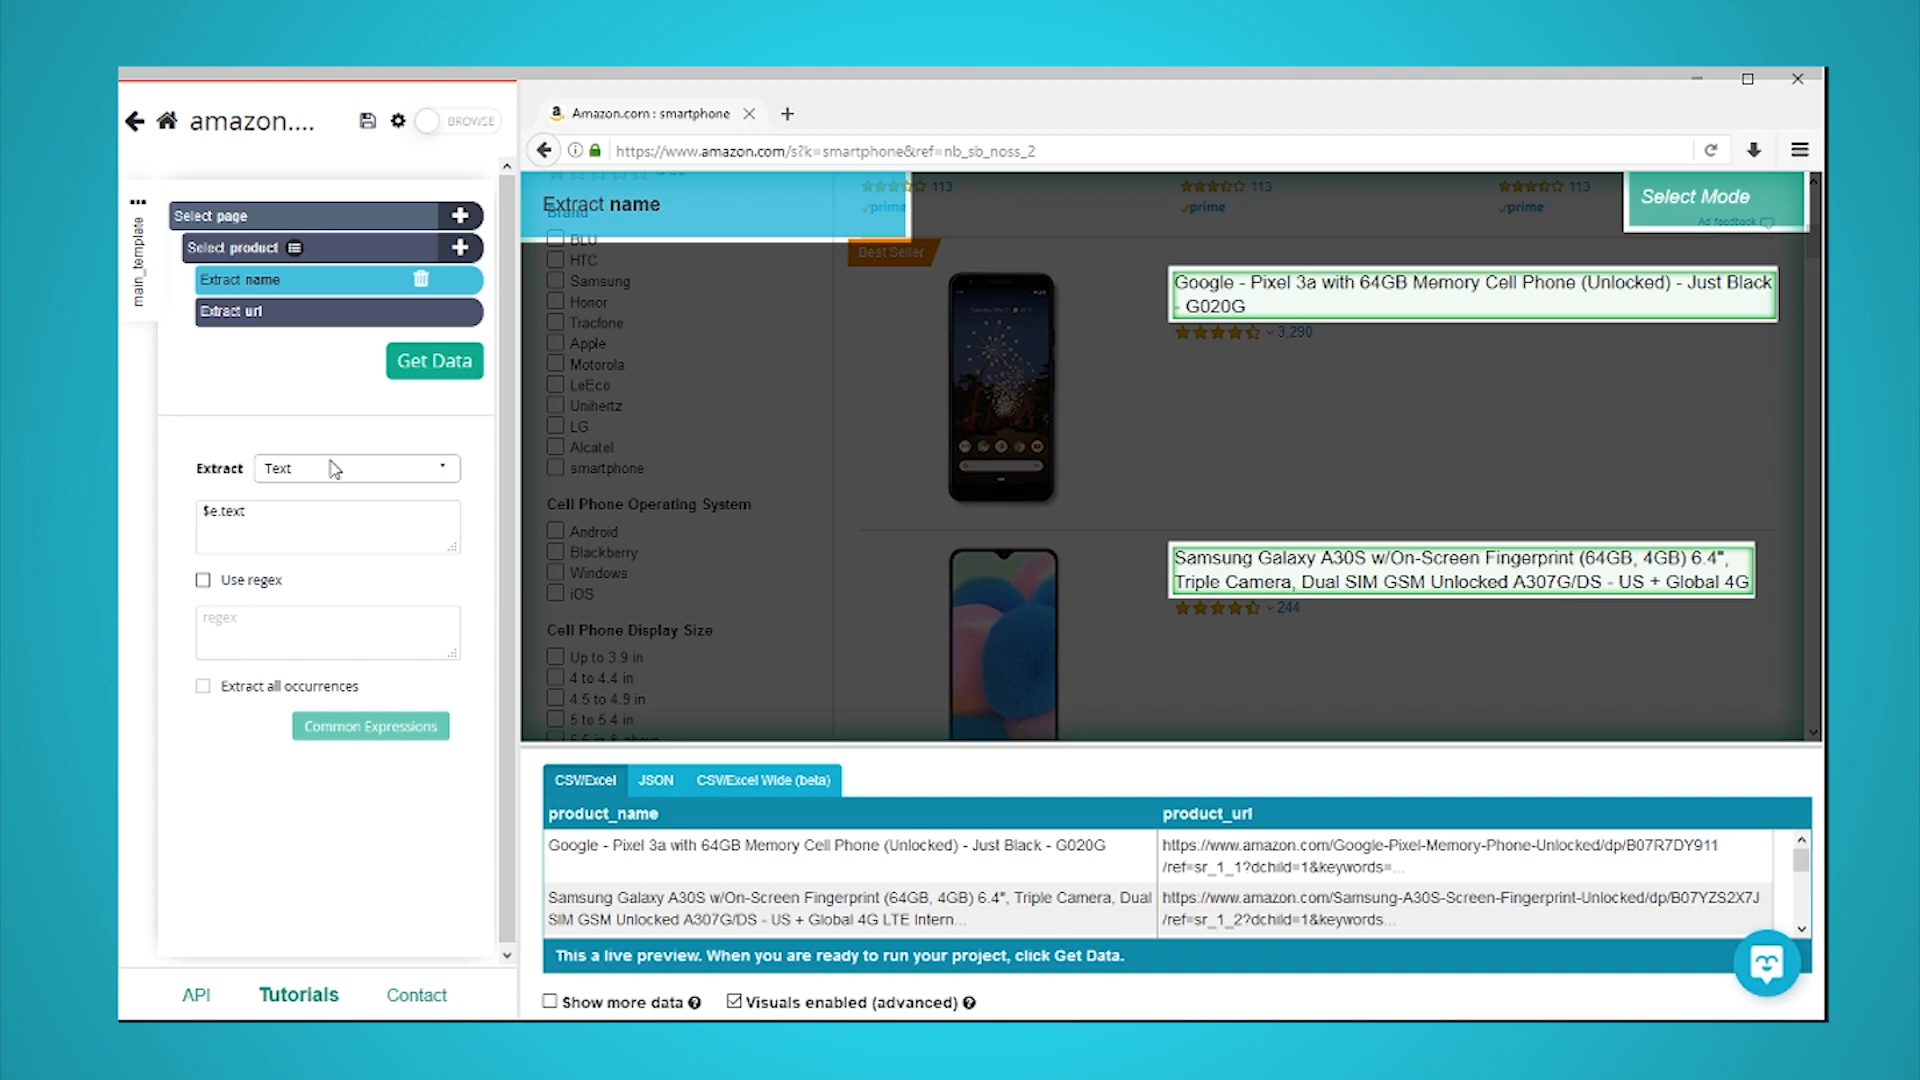 amazon....
BROWSE
main_template
Select page
Select product
Extract name
Extract url
Get Data
Extract
Text
$e.text
Use regex
regex
Extract all occurrences
Common Expressions
API
Tutorials
Contact
Amazon.com : smartphone
https://www.amazon.com/s?k=smartphone&ref=nb_sb_noss_2
Extract name
Brand
BLU
HTC
Samsung
Honor
Tracfone
Apple
Motorola
LeEco
Unihertz
LG
Alcatel
smartphone
Cell Phone Operating System
Android
Blackberry
Windows
iOS
Cell Phone Display Size
Up to 3.9 in
4 to 4.4 in
4.5 to 4.9 in
5 to 5.4 in
113
113
113
prime
prime
prime
Select Mode
Ad feedback
Best Seller
Google - Pixel 3a with 64GB Memory Cell Phone (Unlocked) - Just Black
- G020G
3,290
Samsung Galaxy A30S w/On-Screen Fingerprint (64GB, 4GB) 6.4",
Triple Camera, Dual SIM GSM Unlocked A307G/DS - US + Global 4G
244
CSV/Excel
JSON
CSV/Excel Wide (beta)
product_name
product_url
Google - Pixel 3a with 64GB Memory Cell Phone (Unlocked) - Just Black - G020G
https://www.amazon.com/Google-Pixel-Memory-Phone-Unlocked/dp/B07R7DY911
/ref=sr_1_1?dchild=1&keywords=...
Samsung Galaxy A30S w/On-Screen Fingerprint (64GB, 4GB) 6.4", Triple Camera, Dual
SIM GSM Unlocked A307G/DS - US + Global 4G LTE Intern...
https://www.amazon.com/Samsung-A30S-Screen-Fingerprint-Unlocked/dp/B07YZS2X7J
/ref=sr_1_2?dchild=1&keywords...
This a live preview. When you are ready to run your project, click Get Data.
Show more data
Visuals enabled (advanced)